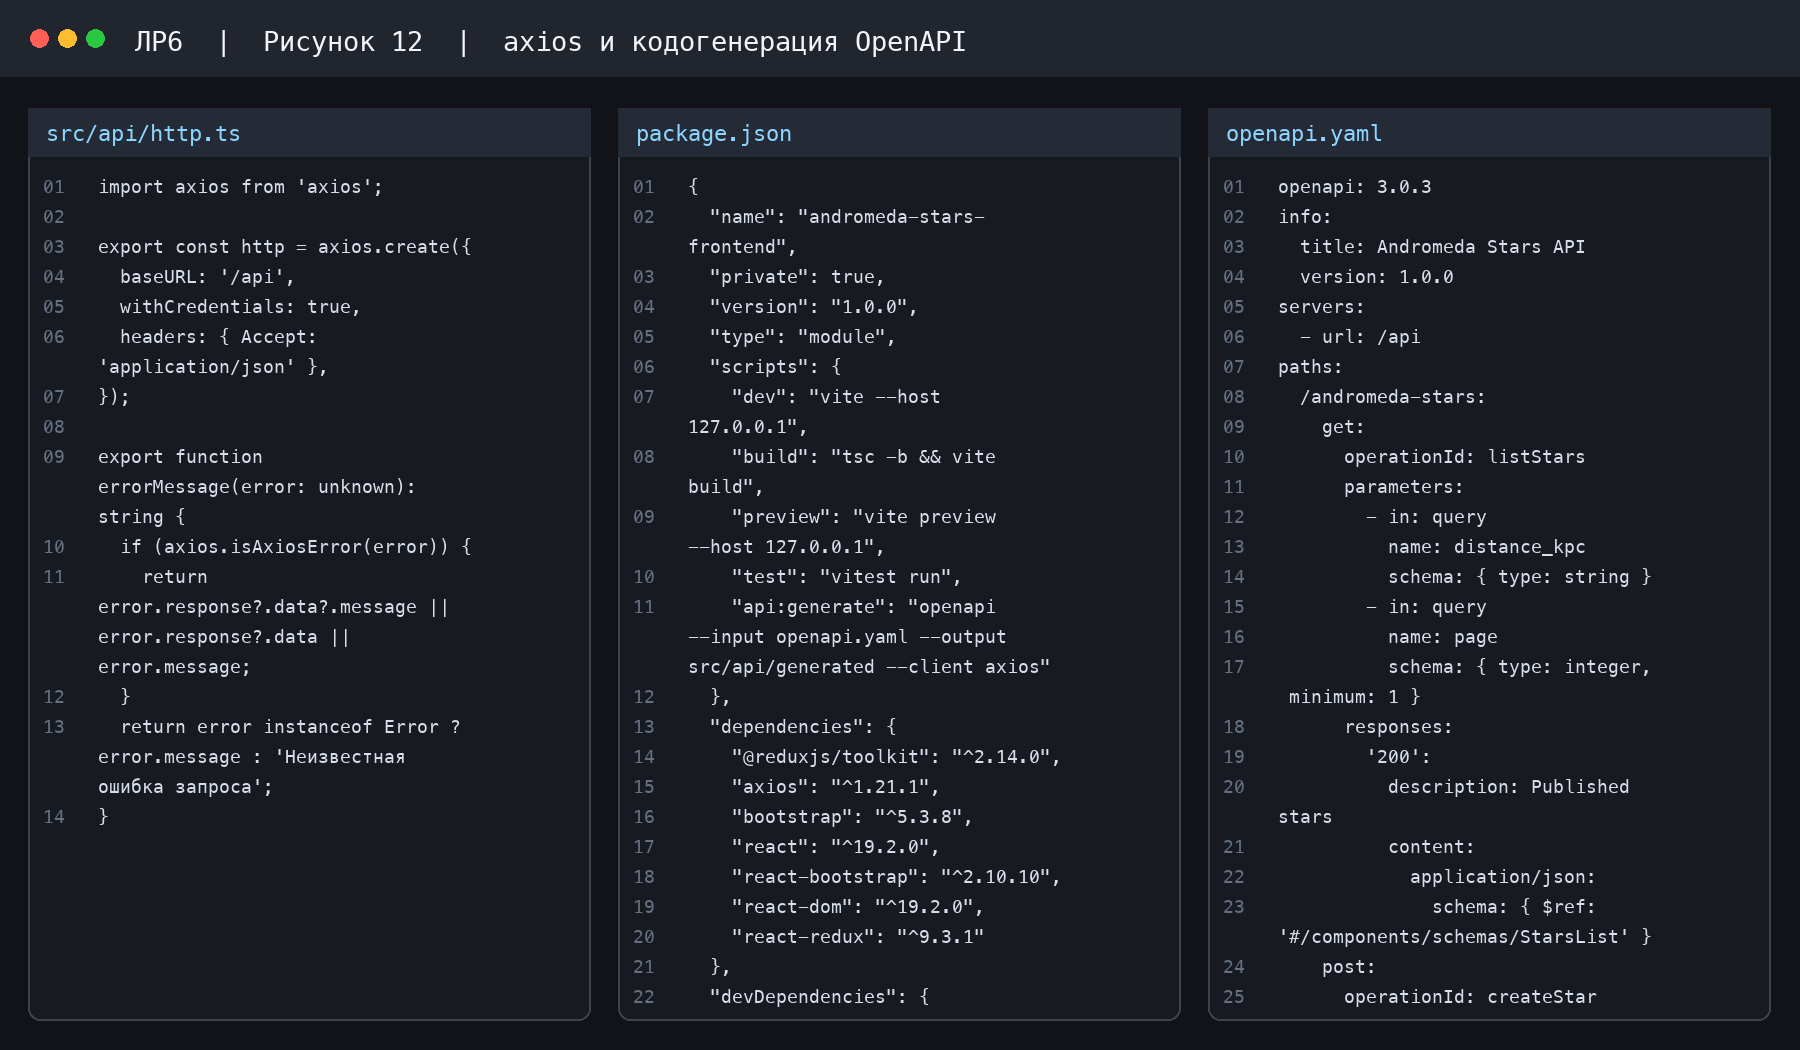 ЛР6 | Рисунок 12 | axios и кодогенерация OpenAPI
src/api/http.ts
01 import axios from 'axios';
02
03 export const http = axios.create({
04   baseURL: '/api',
05   withCredentials: true,
06   headers: { Accept:
'application/json' },
07 });
08
09 export function
errorMessage(error: unknown):
string {
10   if (axios.isAxiosError(error)) {
11     return
error.response?.data?.message ||
error.response?.data ||
error.message;
12   }
13   return error instanceof Error ?
error.message : 'Неизвестная
ошибка запроса';
14 }
package.json
01 {
02   "name": "andromeda-stars-
frontend",
03   "private": true,
04   "version": "1.0.0",
05   "type": "module",
06   "scripts": {
07     "dev": "vite --host
127.0.0.1",
08     "build": "tsc -b && vite
build",
09     "preview": "vite preview
--host 127.0.0.1",
10     "test": "vitest run",
11     "api:generate": "openapi
--input openapi.yaml --output
src/api/generated --client axios"
12   },
13   "dependencies": {
14     "@reduxjs/toolkit": "^2.14.0",
15     "axios": "^1.21.1",
16     "bootstrap": "^5.3.8",
17     "react": "^19.2.0",
18     "react-bootstrap": "^2.10.10",
19     "react-dom": "^19.2.0",
20     "react-redux": "^9.3.1"
21   },
22   "devDependencies": {
openapi.yaml
01 openapi: 3.0.3
02 info:
03   title: Andromeda Stars API
04   version: 1.0.0
05 servers:
06   - url: /api
07 paths:
08   /andromeda-stars:
09     get:
10       operationId: listStars
11       parameters:
12         - in: query
13           name: distance_kpc
14           schema: { type: string }
15         - in: query
16           name: page
17           schema: { type: integer,
minimum: 1 }
18       responses:
19         '200':
20           description: Published
stars
21           content:
22             application/json:
23               schema: { $ref:
'#/components/schemas/StarsList' }
24     post:
25       operationId: createStar